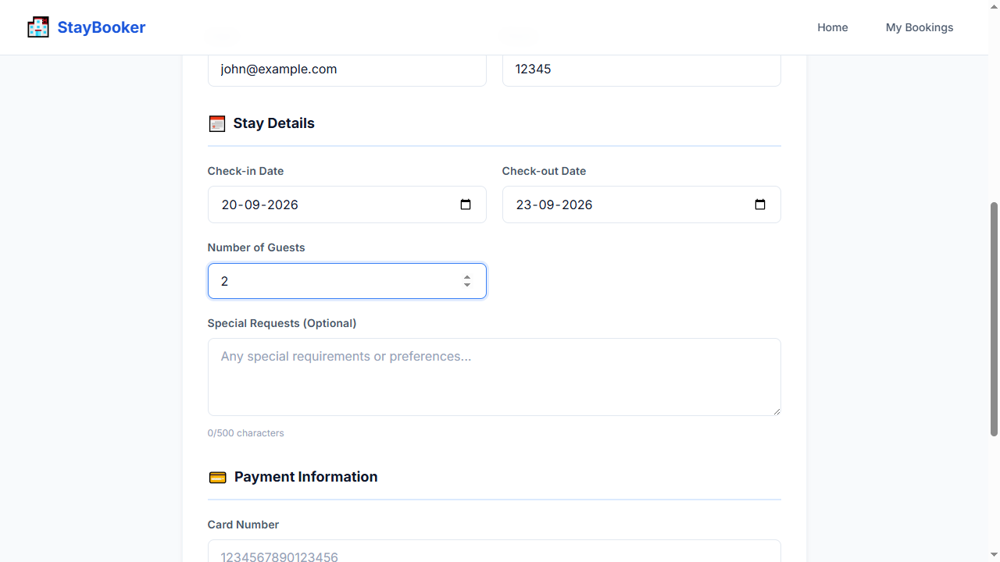 StayBooker
Home
My Bookings
john@example.com
12345
Stay Details
Check-in Date
Check-out Date
20-09-2026
23-09-2026
Number of Guests
2
Special Requests (Optional)
Any special requirements or preferences...
0/500 characters
Payment Information
Card Number
1234567890123456